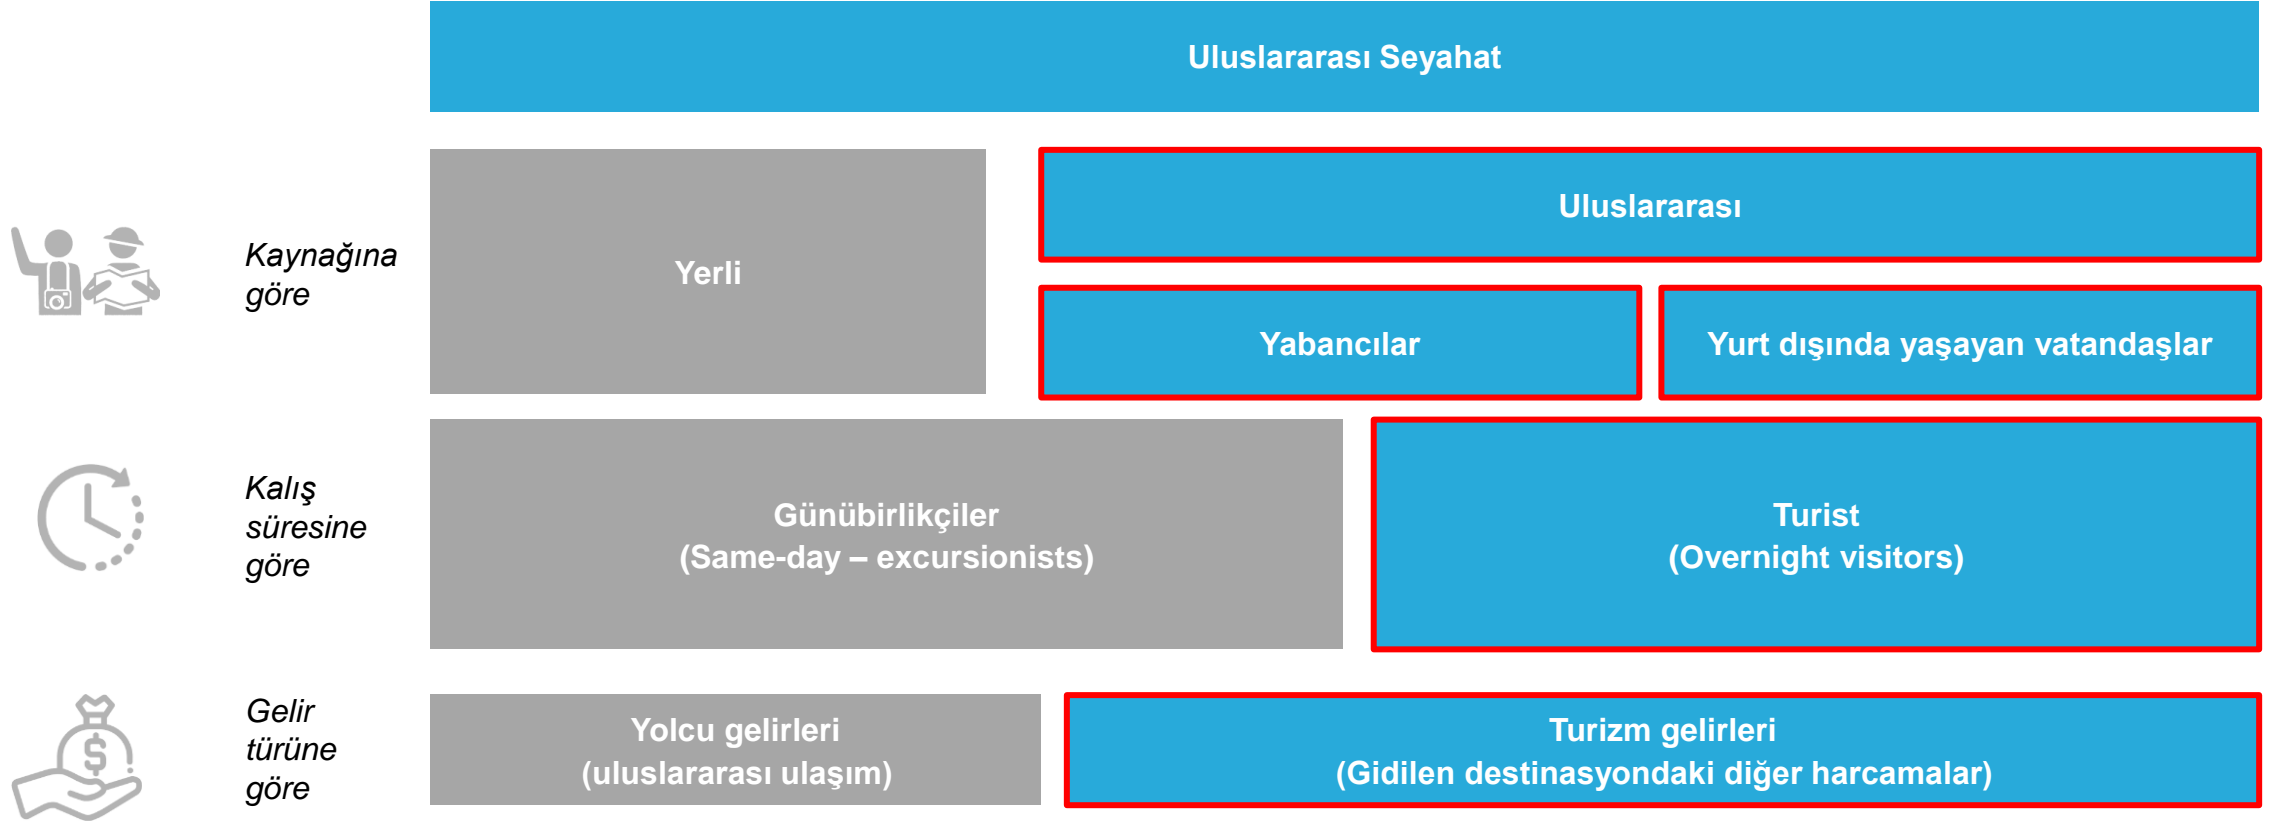 Uluslararası Seyahat
Kaynağına
göre
Yerli
Uluslararası
Yabancılar
Yurt dışında yaşayan vatandaşlar
Kalış
süresine
göre
Günübirlikçiler
(Same-day – excursionists)
Turist
(Overnight visitors)
Gelir
türüne
göre
Yolcu gelirleri
(uluslararası ulaşım)
Turizm gelirleri
(Gidilen destinasyondaki diğer harcamalar)
$